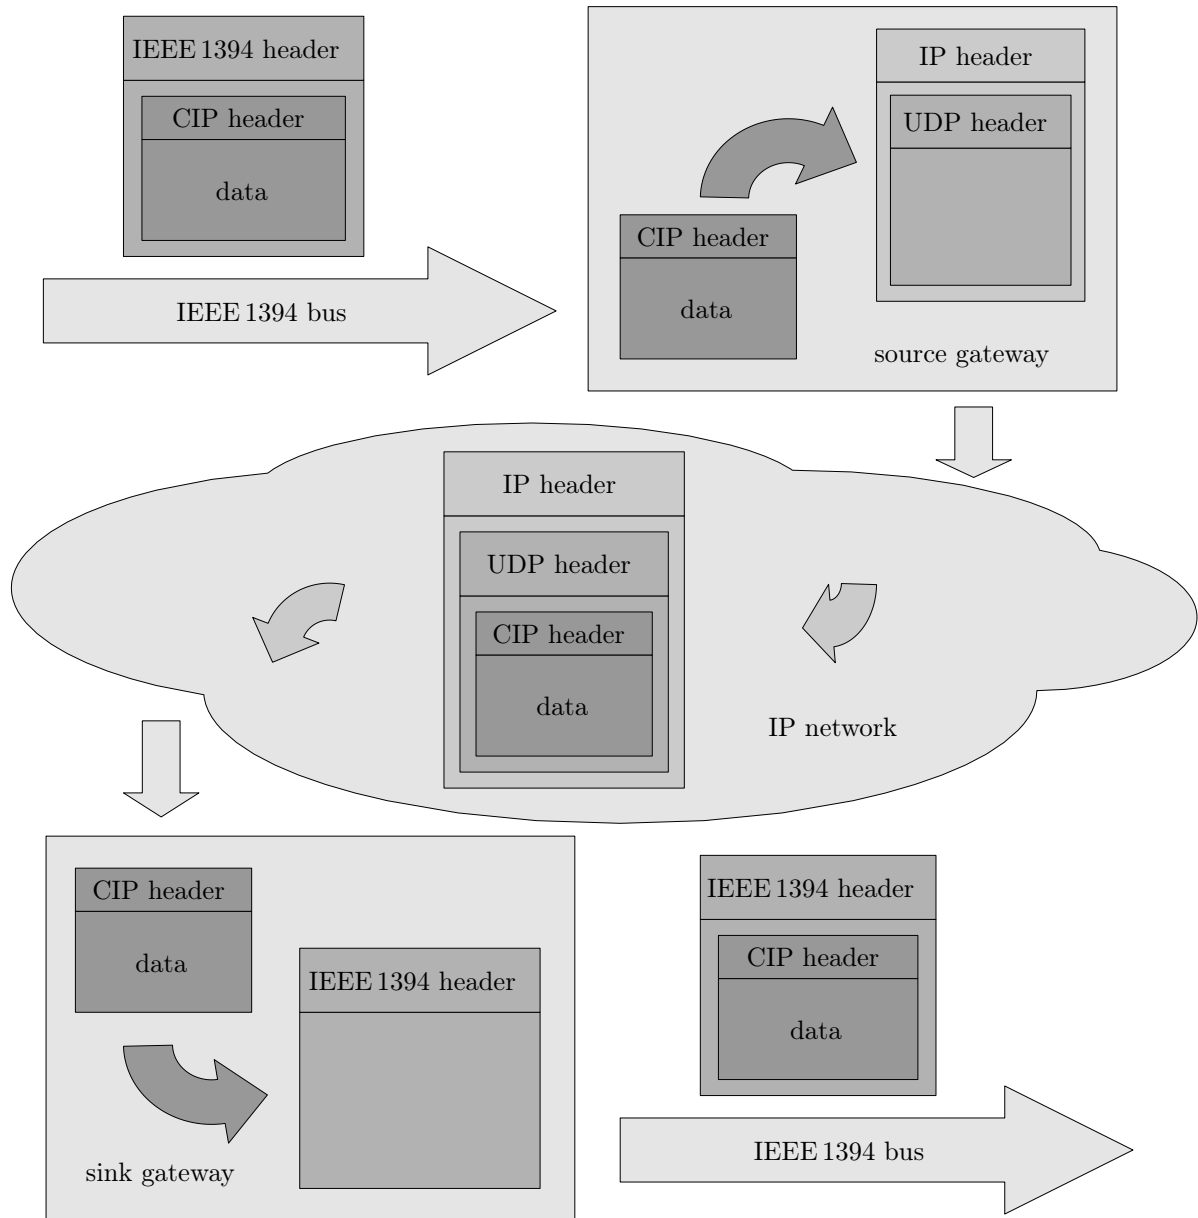 IEEE 1394 header
CIP header
data
IEEE 1394 bus
IP header
UDP header
CIP header
data
source gateway
IP header
UDP header
CIP header
data
IP network
CIP header
data
IEEE 1394 header
sink gateway
IEEE 1394 header
CIP header
data
IEEE 1394 bus